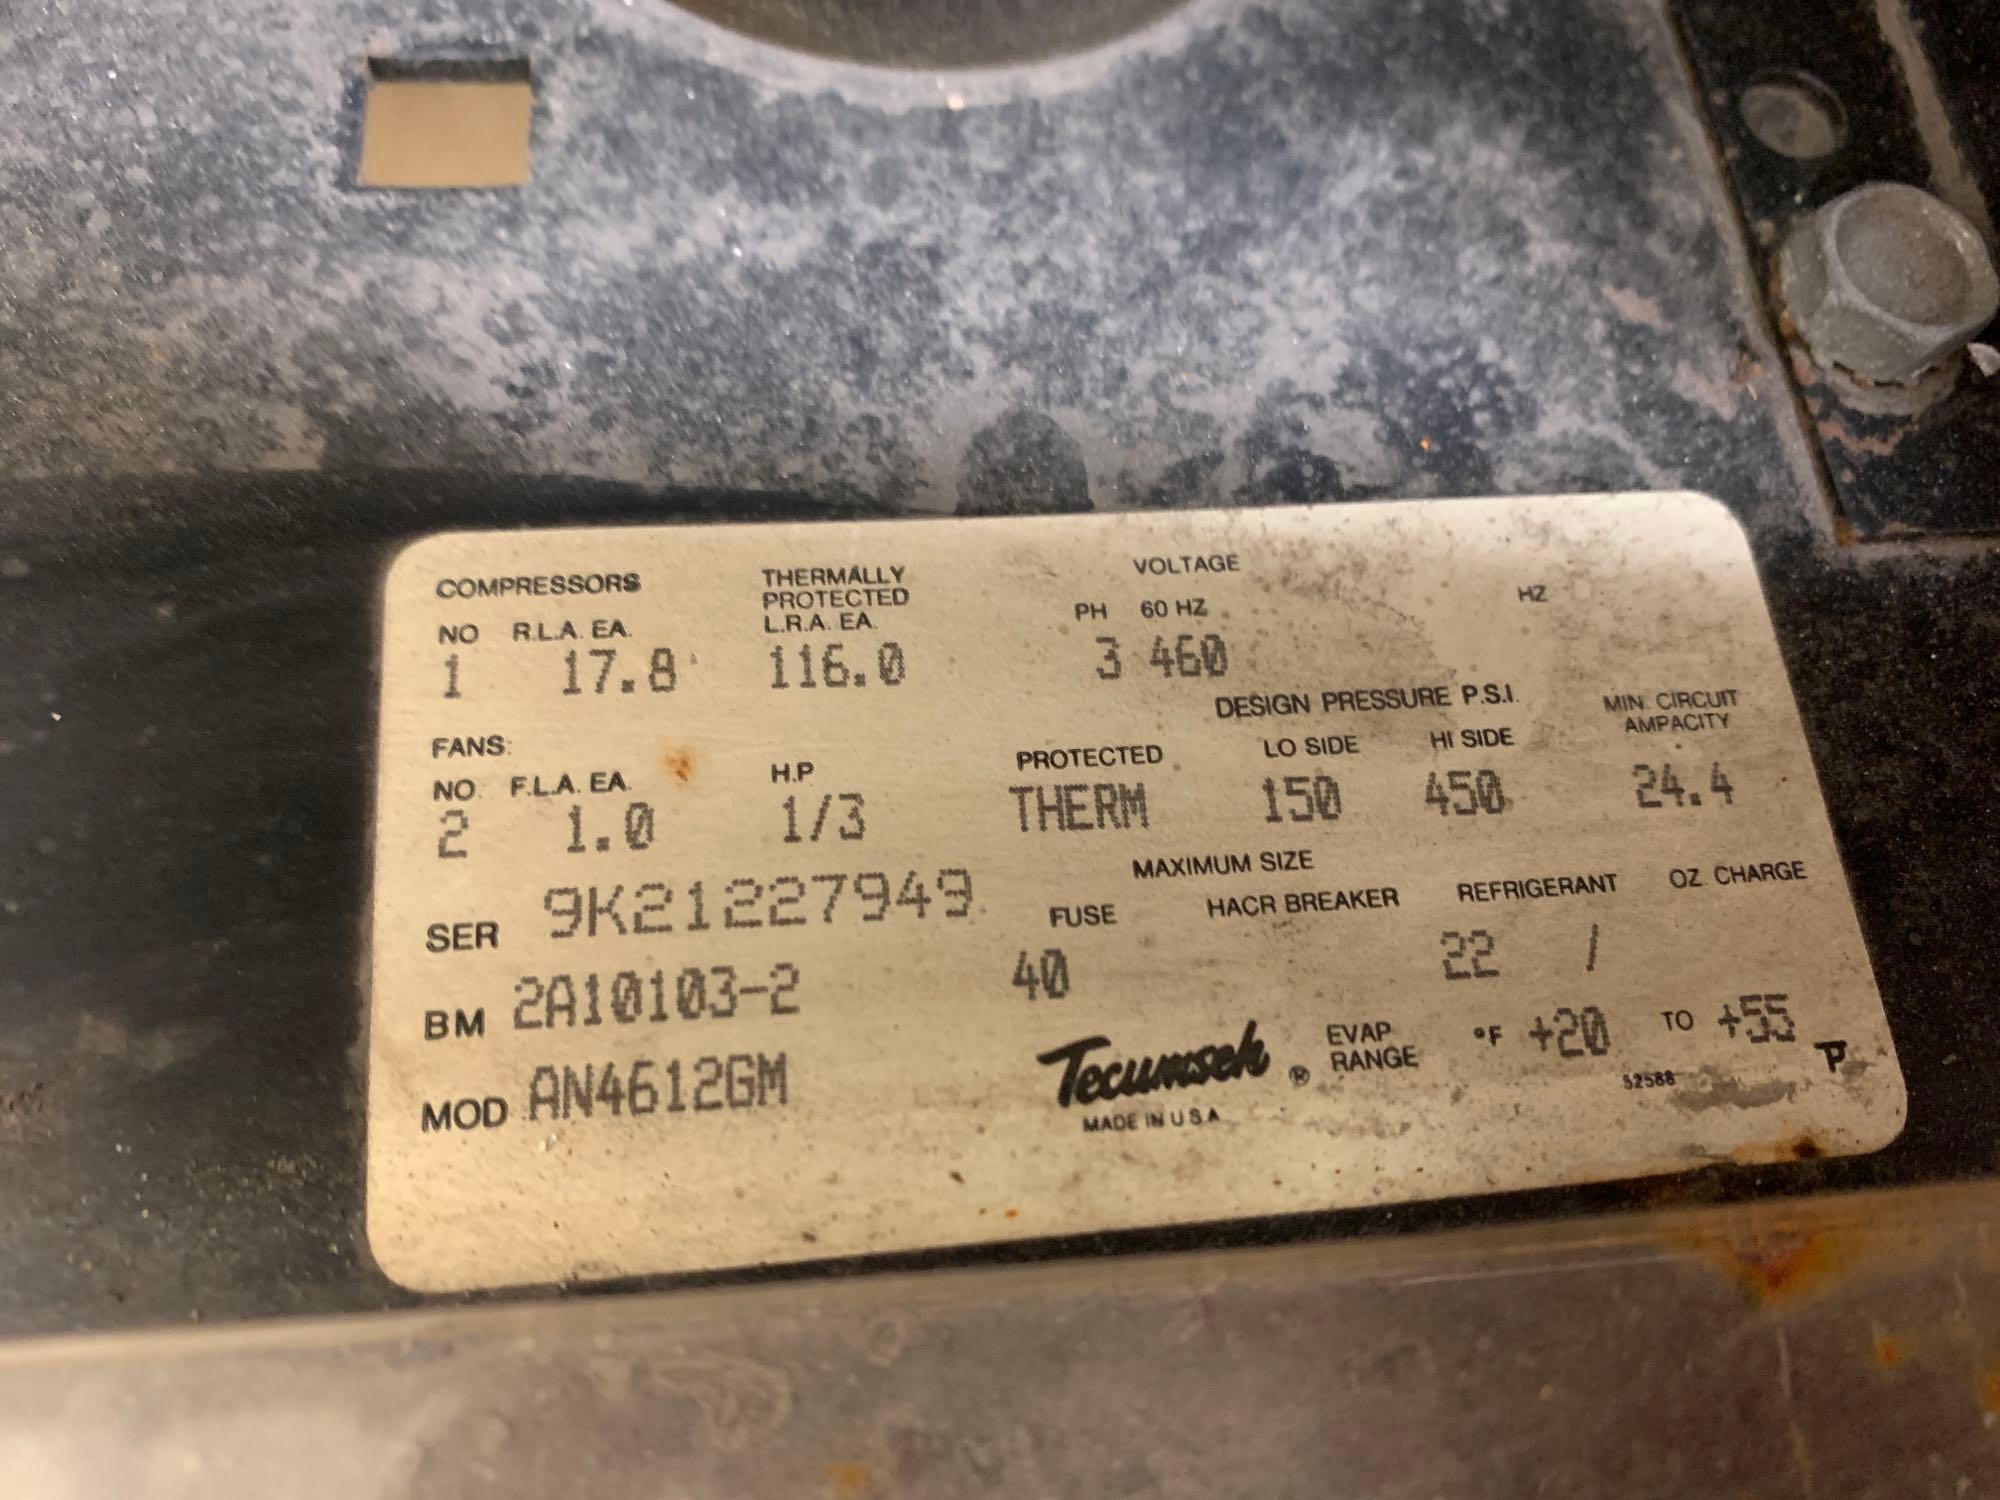 COMPRESSORS THERMALLY PROTECTED VOLTAGE HZ
NO R.L.A. EA. L.R.A. EA. PH 60 HZ
1 17.8 116.0 3 460
DESIGN PRESSURE P.S.I. MIN. CIRCUIT AMPACITY
FANS: PROTECTED LO SIDE HI SIDE
NO. F.L.A. EA. H.P
2 1.0 1/3 THERM 150 450 24.4
MAXIMUM SIZE
SER 9K21227949 FUSE HACR BREAKER REFRIGERANT OZ. CHARGE
BM 2A10103-2 40 22 /
MOD AN4612GM Tecumseh ® EVAP RANGE °F +20 TO +55
MADE IN U S A 52588 TP